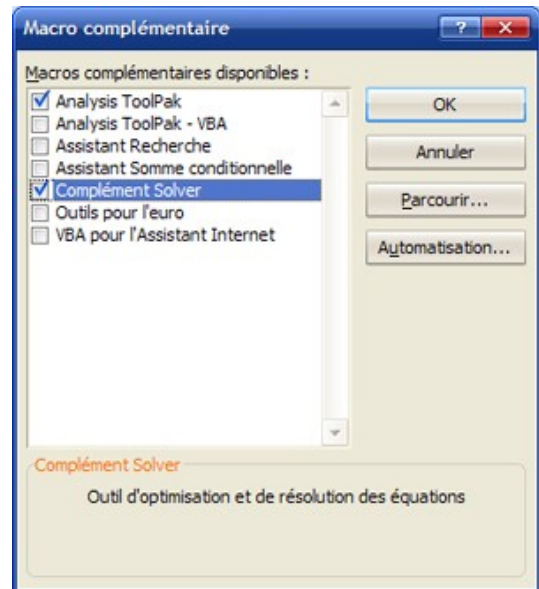 Macro complémentaire
Macros complémentaires disponibles :
Analysis ToolPak
Analysis ToolPak - VBA
Assistant Recherche
Assistant Somme conditionnelle
Complément Solver
Outils pour l'euro
VBA pour l'Assistant Internet
OK
Annuler
Parcourir...
Automatisation...
Complément Solver
Outil d'optimisation et de résolution des équations